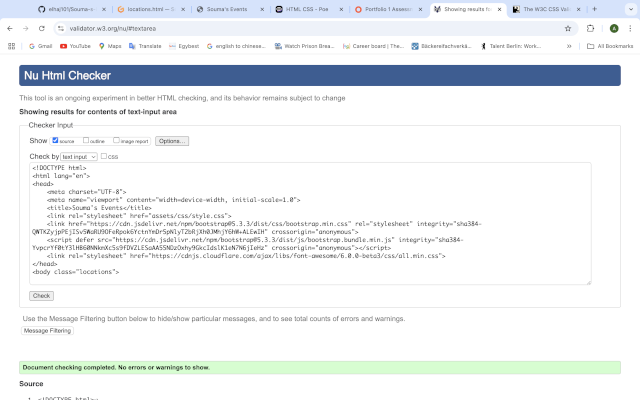 elha(101/Souma-s-
locations.html — S
Souma's Events
HTML CSS - Poe
Portfolio 1 Assessm
Showing results for
The W3C CSS Valid
validator.w3.org/nu/#textarea
Gmail
YouTube
Maps
Translate
Egybest
english to chinese...
Watch Prison Brea...
Career board | The...
Bäckereifachverkä...
Talent Berlin: Work...
All Bookmarks
Nu Html Checker
This tool is an ongoing experiment in better HTML checking, and its behavior remains subject to change
Showing results for contents of text-input area
Checker Input
Show source outline image report Options...
Check by text input css
<!DOCTYPE html>
<html lang="en">
<head>
<meta charset="UTF-8">
<meta name="viewport" content="width=device-width, initial-scale=1.0">
<title>Souma's Events</title>
<link rel="stylesheet" href="assets/css/style.css">
<link href="https://cdn.jsdelivr.net/npm/bootstrap@5.3.3/dist/css/bootstrap.min.css" rel="stylesheet" integrity="sha384-
QWTKZyjpPEjISv5WaRU9OFeRpok6YctnYmDr5pNlyT2bRjXh0JMhjY6hW+ALEwIH" crossorigin="anonymous">
<script defer src="https://cdn.jsdelivr.net/npm/bootstrap@5.3.3/dist/js/bootstrap.bundle.min.js" integrity="sha384-
YvpcrYf0tY3lHB60NNkmXc5s9fDVZLESaAA55NDzOxhy9GkcIdslK1eN7N6jIeHz" crossorigin="anonymous"></script>
<link rel="stylesheet" href="https://cdnjs.cloudflare.com/ajax/libs/font-awesome/6.0.0-beta3/css/all.min.css">
</head>
<body class="locations">
Check
Use the Message Filtering button below to hide/show particular messages, and to see total counts of errors and warnings.
Message Filtering
Document checking completed. No errors or warnings to show.
Source
1. <!DOCTYPE html>